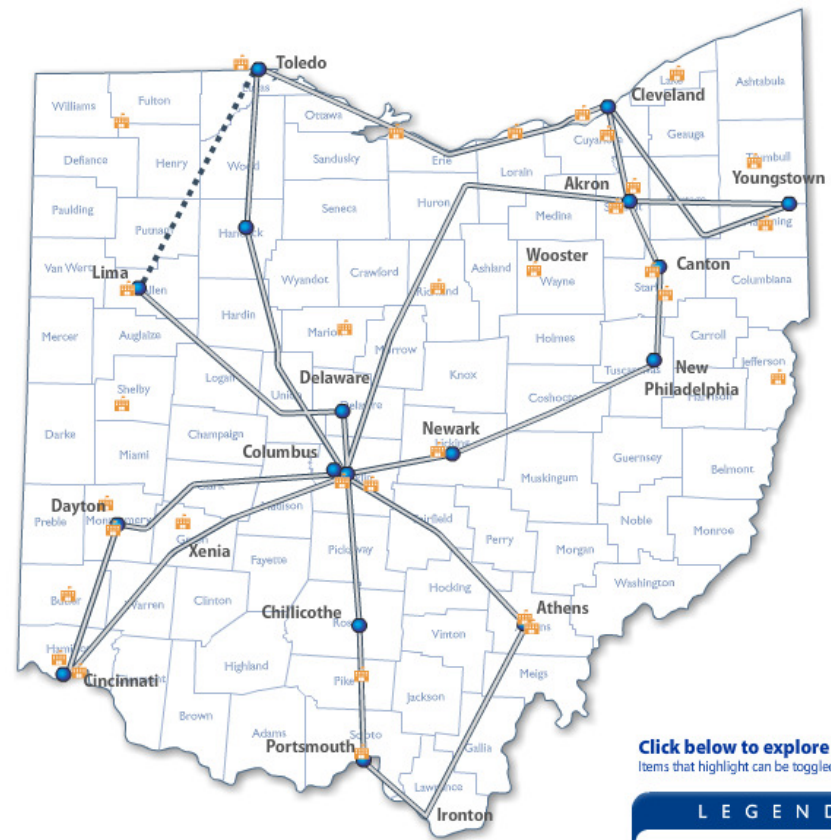 Toledo
Williams
Fulton
Lucas
Ottawa
Cleveland
Lake
Ashtabula
Geauga
Cuyahoga
Defiance
Henry
Wood
Sandusky
Erie
Lorain
Trumbull
Youngstown
Akron
Paulding
Seneca
Huron
Medina
Summit
Mahoning
Putnam
Hancock
Van Wert
Lima
Allen
Wyandot
Crawford
Richland
Ashland
Wooster
Wayne
Canton
Stark
Columbiana
Hardin
Mercer
Auglaize
Marion
Morrow
Holmes
Carroll
Jefferson
Logan
Shelby
Union
Delaware
Delaware
Knox
Coshocton
Tuscarawas
New
Philadelphia
Harrison
Darke
Champaign
Columbus
Newark
Licking
Guernsey
Belmont
Miami
Clark
Muskingum
Dayton
Preble
Montgomery
Madison
Fairfield
Perry
Noble
Monroe
Greene
Xenia
Fayette
Pickaway
Morgan
Washington
Butler
Warren
Clinton
Hocking
Chillicothe
Ross
Athens
Athens
Vinton
Hamilton
Cincinnati
Highland
Pike
Meigs
Jackson
Brown
Adams
Scioto
Portsmouth
Gallia
Lawrence
Ironton
Click below to explore
Items that highlight can be toggled
LEGEND